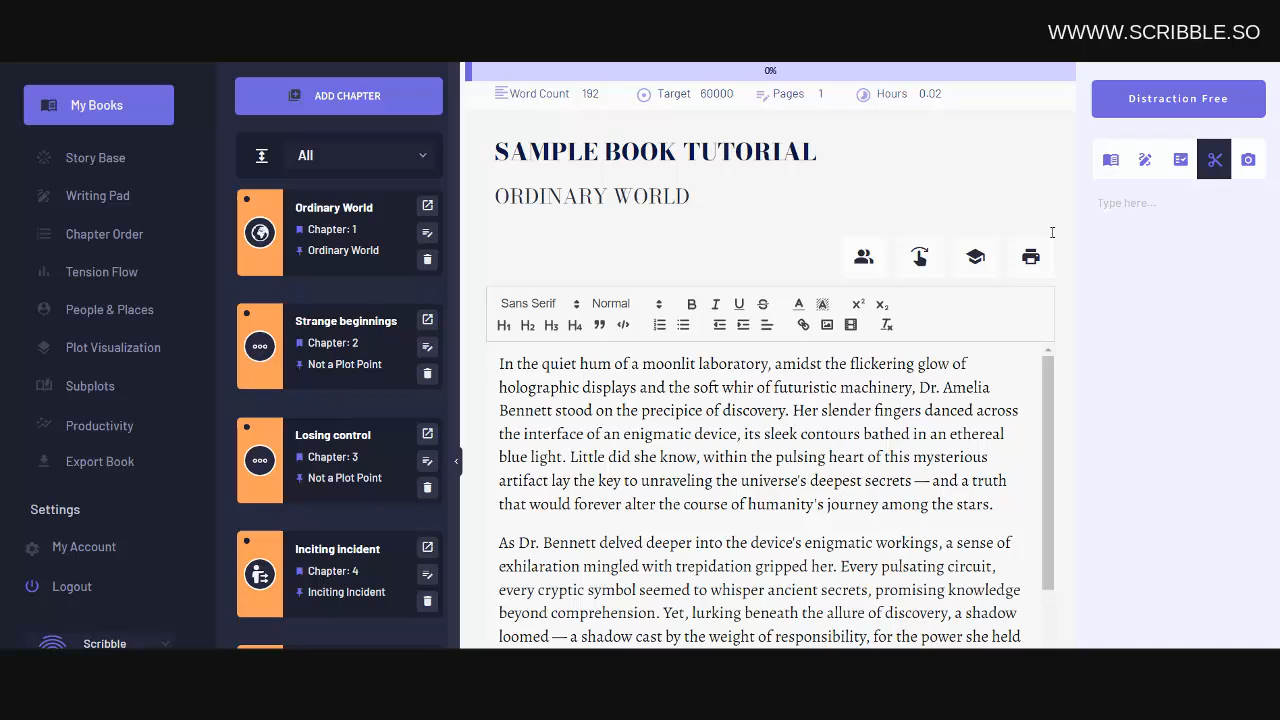 WWWW.SCRIBBLE.SO
My Books
Story Base
Writing Pad
Chapter Order
Tension Flow
People & Places
Plot Visualization
Subplots
Productivity
Export Book
Settings
My Account
Logout
Scribble
ADD CHAPTER
All
Ordinary World
Chapter: 1
Ordinary World
Strange beginnings
Chapter: 2
Not a Plot Point
Losing control
Chapter: 3
Not a Plot Point
Inciting incident
Chapter: 4
Inciting Incident
0%
Word Count 192 Target 60000 Pages 1 Hours 0.02
SAMPLE BOOK TUTORIAL
ORDINARY WORLD
Sans Serif Normal B I U S A A X² X₂
H1 H2 H3 H4
In the quiet hum of a moonlit laboratory, amidst the flickering glow of
holographic displays and the soft whir of futuristic machinery, Dr. Amelia
Bennett stood on the precipice of discovery. Her slender fingers danced across
the interface of an enigmatic device, its sleek contours bathed in an ethereal
blue light. Little did she know, within the pulsing heart of this mysterious
artifact lay the key to unraveling the universe's deepest secrets — and a truth
that would forever alter the course of humanity's journey among the stars.
As Dr. Bennett delved deeper into the device's enigmatic workings, a sense of
exhilaration mingled with trepidation gripped her. Every pulsating circuit,
every cryptic symbol seemed to whisper ancient secrets, promising knowledge
beyond comprehension. Yet, lurking beneath the allure of discovery, a shadow
loomed — a shadow cast by the weight of responsibility, for the power she held
Distraction Free
Type here...